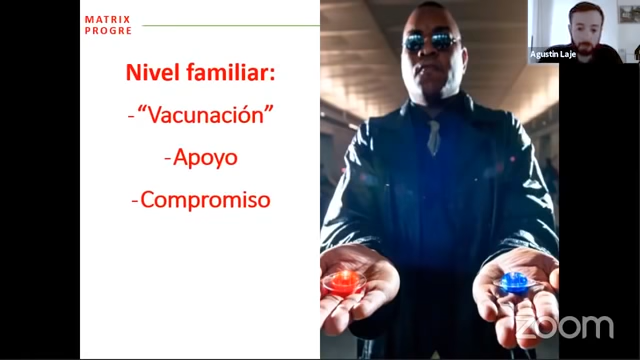 MATRIX
PROGRE
Nivel familiar:
-“Vacunación”
-Apoyo
-Compromiso
Agustin Laje
zoom